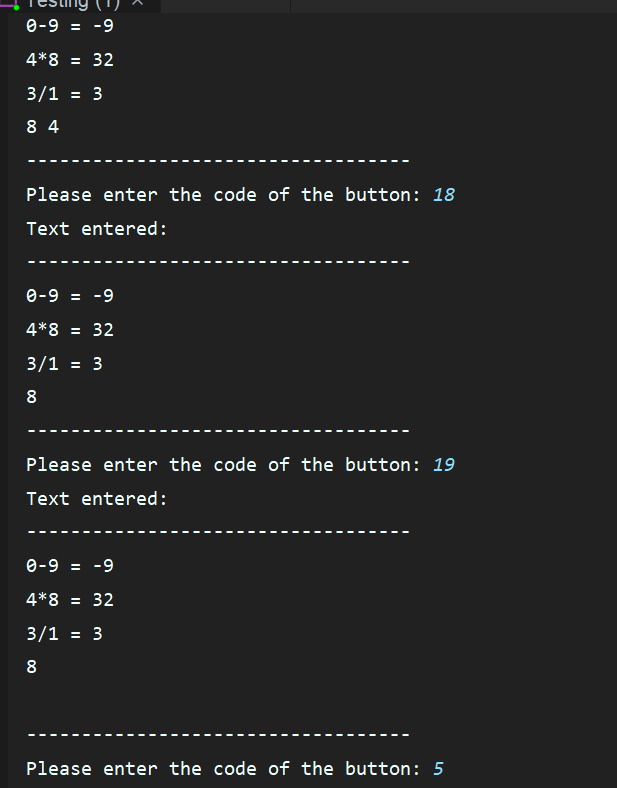 Testing (1) ×
0-9 = -9
4*8 = 32
3/1 = 3
8 4
-----------------------------------
Please enter the code of the button: 18
Text entered:
-----------------------------------
0-9 = -9
4*8 = 32
3/1 = 3
8
-----------------------------------
Please enter the code of the button: 19
Text entered:
-----------------------------------
0-9 = -9
4*8 = 32
3/1 = 3
8
-----------------------------------
Please enter the code of the button: 5